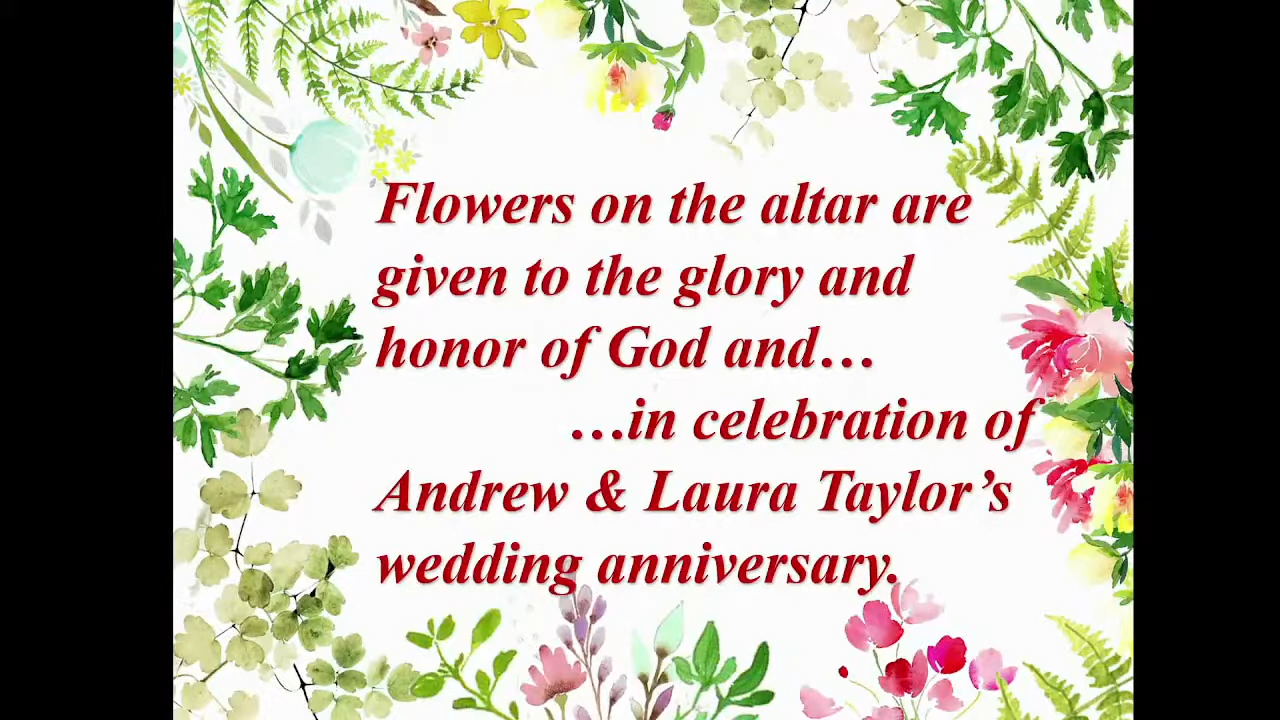 Flowers on the altar are
given to the glory and
honor of God and…
…in celebration of
Andrew & Laura Taylor’s
wedding anniversary.